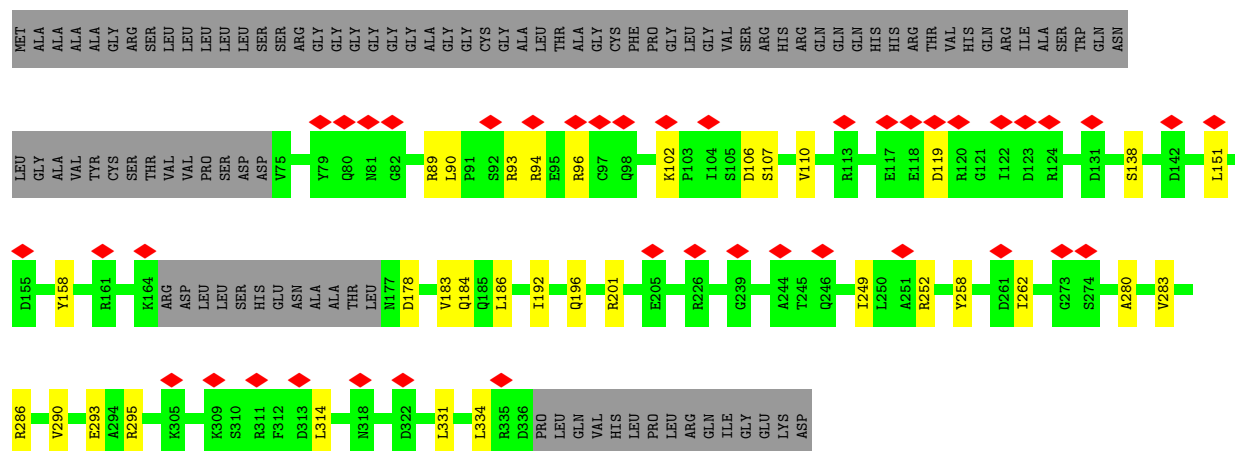 MET ALA ALA ALA ALA GLY ARG SER LEU LEU LEU LEU LEU SER SER ARG GLY GLY GLY GLY GLY GLY ALA GLY GLY CYS GLY ALA LEU THR ALA GLY CYS PHE PRO GLY LEU GLY VAL SER ARG HIS ARG GLN GLN GLN HIS HIS ARG THR VAL HIS GLN ARG ILE ALA SER TRP GLN ASN
LEU GLY ALA VAL TYR CYS SER THR VAL VAL PRO SER ASP ASP V75 Y79 Q80 N81 G82 R89 L90 P91 S92 R93 R94 E95 R96 C97 Q98 K102 P103 I104 S105 D106 S107 V110 R113 E117 E118 D119 R120 G121 I122 D123 R124 D131 S138 D142 L151
D155 Y158 R161 K164 ARG ASP LEU LEU SER HIS GLU ASN ALA ALA THR LEU N177 D178 V183 Q184 Q185 L186 I192 Q196 R201 E205 R226 G239 A244 T245 Q246 I249 L250 A251 R252 Y258 D261 I262 G273 S274 A280 V283
R286 V290 E293 A294 R295 K305 K309 S310 R311 F312 D313 L314 N318 D322 L331 L334 R335 D336 PRO LEU GLN VAL HIS LEU PRO LEU ARG GLN ILE GLY GLU LYS ASP